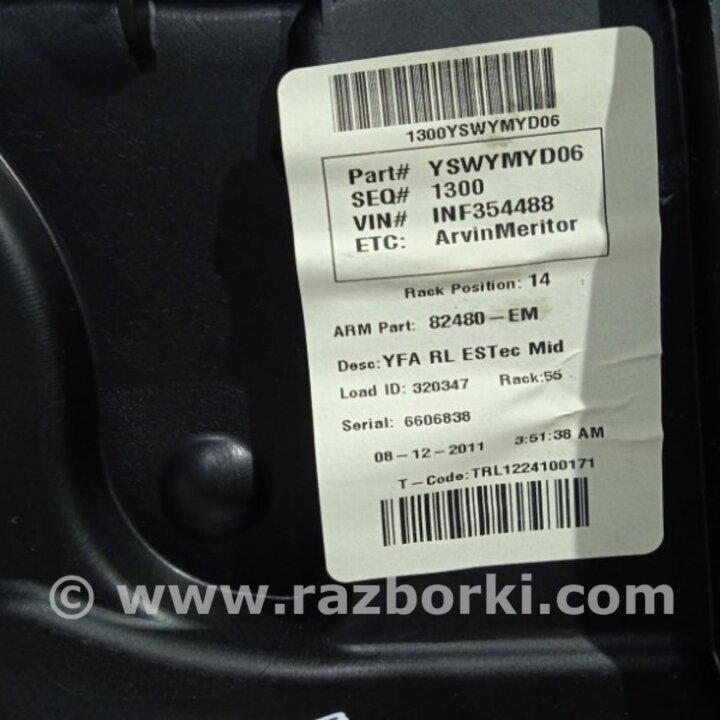 1300YSWYMYD06
Part# YSWYMYD06
SEQ# 1300
VIN# INF354488
ETC: ArvinMeritor
Rack Position: 14
ARM Part: 82480-EM
Desc: YFA RL ESTec Mid
Load ID: 320347 Rack:55
Serial: 6606838
08-12-2011 3:51:38 AM
T-Code: TRL1224100171
© www.razborki.com